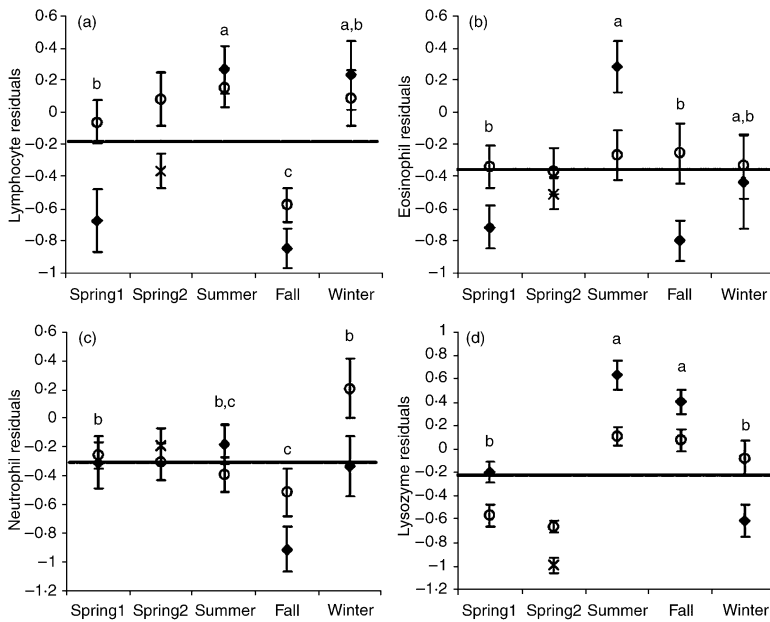 (a)
Lymphocyte residuals
0·6
0·4
0·2
0
−0·2
−0·4
−0·6
−0·8
−1
b
a
c
a,b
Spring1 Spring2 Summer Fall Winter
(b)
Eosinophil residuals
0·6
0·4
0·2
0
−0·2
−0·4
−0·6
−0·8
−1
b
a
b
a,b
Spring1 Spring2 Summer Fall Winter
(c)
Neutrophil residuals
0·6
0·4
0·2
0
−0·2
−0·4
−0·6
−0·8
−1
−1·2
b
b,c
c
b
Spring1 Spring2 Summer Fall Winter
(d)
Lysozyme residuals
1
0·8
0·6
0·4
0·2
0
−0·2
−0·4
−0·6
−0·8
−1
−1·2
b
a
a
b
Spring1 Spring2 Summer Fall Winter